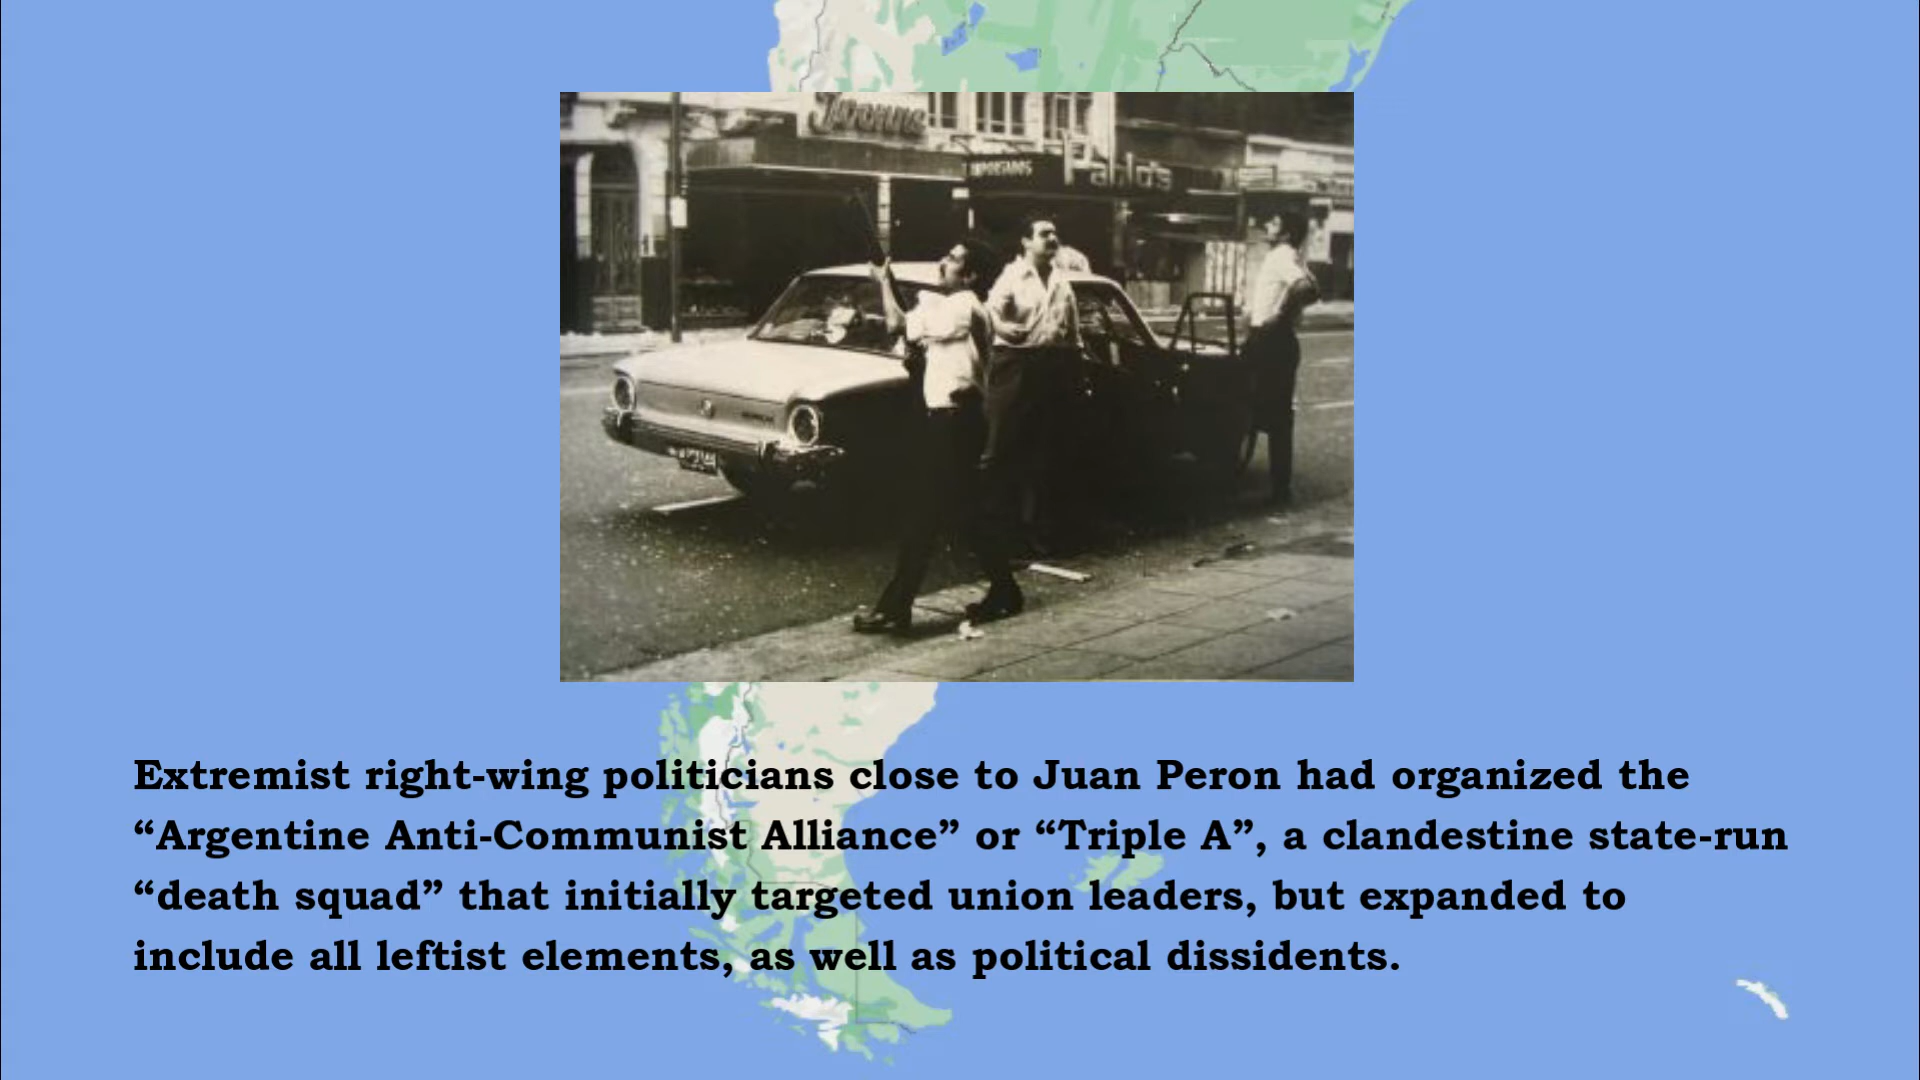 IMPORTADOS
Pablo's
Extremist right-wing politicians close to Juan Peron had organized the
“Argentine Anti-Communist Alliance” or “Triple A”, a clandestine state-run
“death squad” that initially targeted union leaders, but expanded to
include all leftist elements, as well as political dissidents.